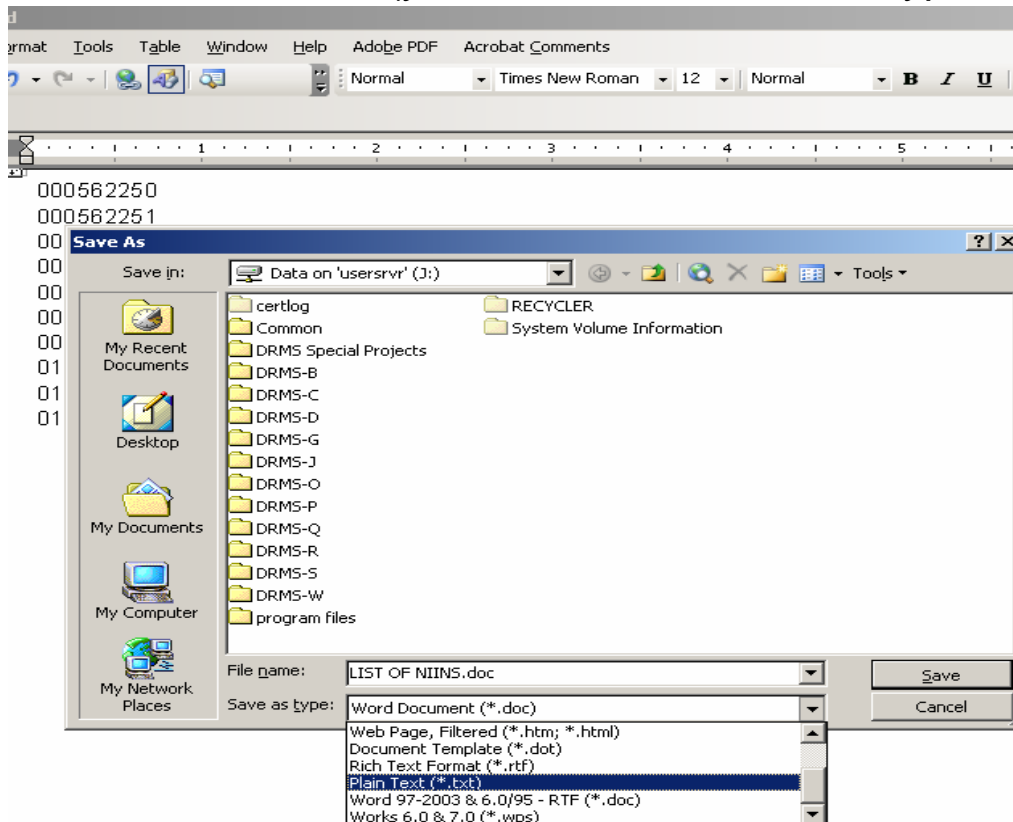 ormat Tools Table Window Help Adobe PDF Acrobat Comments
Normal Times New Roman 12 Normal B I U
1 2 3 4 5
000562250
000562251
00 Save As
00 Save in: Data on 'usersrvr' (J:) Tools
00
00
00
01
01
01
My Recent Documents
Desktop
My Documents
My Computer
My Network Places
certlog
Common
DRMS Special Projects
DRMS-B
DRMS-C
DRMS-D
DRMS-G
DRMS-J
DRMS-O
DRMS-P
DRMS-Q
DRMS-R
DRMS-S
DRMS-W
program files
RECYCLER
System Volume Information
File name: LIST OF NIINS.doc Save
Save as type: Word Document (*.doc) Cancel
Web Page, Filtered (*.htm; *.html)
Document Template (*.dot)
Rich Text Format (*.rtf)
Plain Text (*.txt)
Word 97-2003 & 6.0/95 - RTF (*.doc)
Works 6.0 & 7.0 (*.wps)